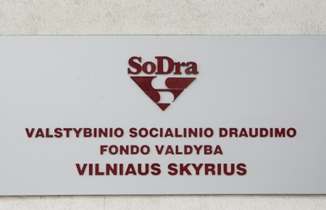 SoDra
VALSTYBINIO SOCIALINIO DRAUDIMO
FONDO VALDYBA
VILNIAUS SKYRIUS